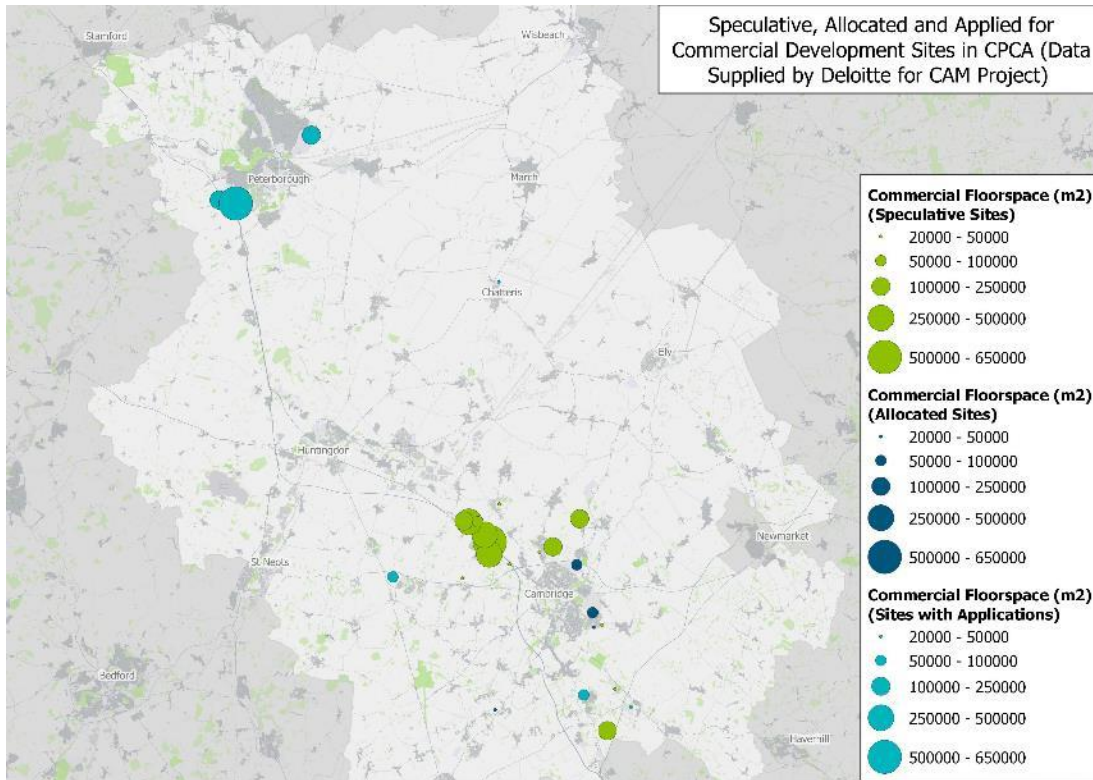 Speculative, Allocated and Applied for
Commercial Development Sites in CPCA (Data
Supplied by Deloitte for CAM Project)
Stamford
Wisbeach
Peterborough
March
Chatteris
Ely
Huntingdon
Newmarket
St Neots
Cambridge
Bedford
Haverhill
Commercial Floorspace (m2)
(Speculative Sites)
20000 - 50000
50000 - 100000
100000 - 250000
250000 - 500000
500000 - 650000
Commercial Floorspace (m2)
(Allocated Sites)
20000 - 50000
50000 - 100000
100000 - 250000
250000 - 500000
500000 - 650000
Commercial Floorspace (m2)
(Sites with Applications)
20000 - 50000
50000 - 100000
100000 - 250000
250000 - 500000
500000 - 650000